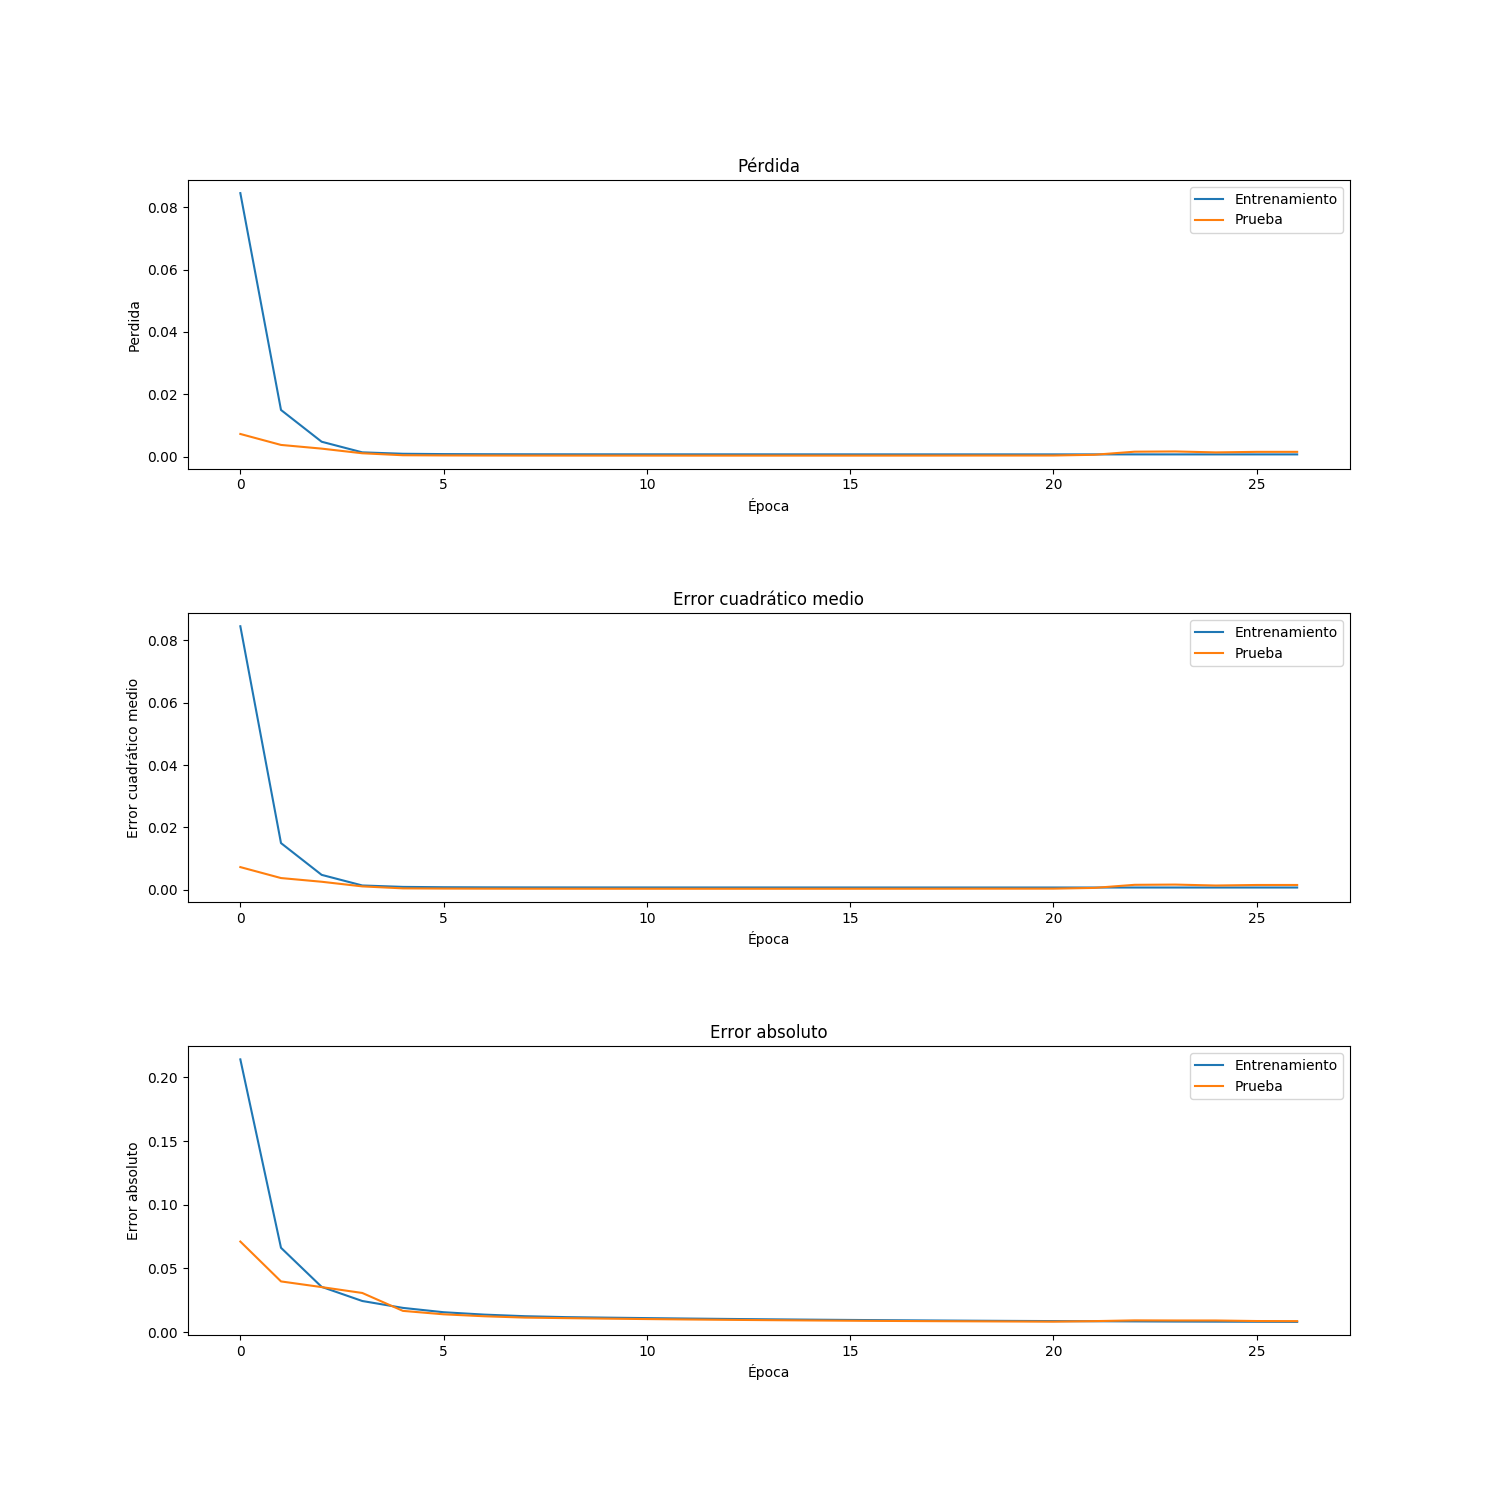 Pérdida
Entrenamiento
Prueba
Perdida
0.08
0.06
0.04
0.02
0.00
0 5 10 15 20 25
Época
Error cuadrático medio
Entrenamiento
Prueba
Error cuadrático medio
0.08
0.06
0.04
0.02
0.00
0 5 10 15 20 25
Época
Error absoluto
Entrenamiento
Prueba
Error absoluto
0.20
0.15
0.10
0.05
0.00
0 5 10 15 20 25
Época